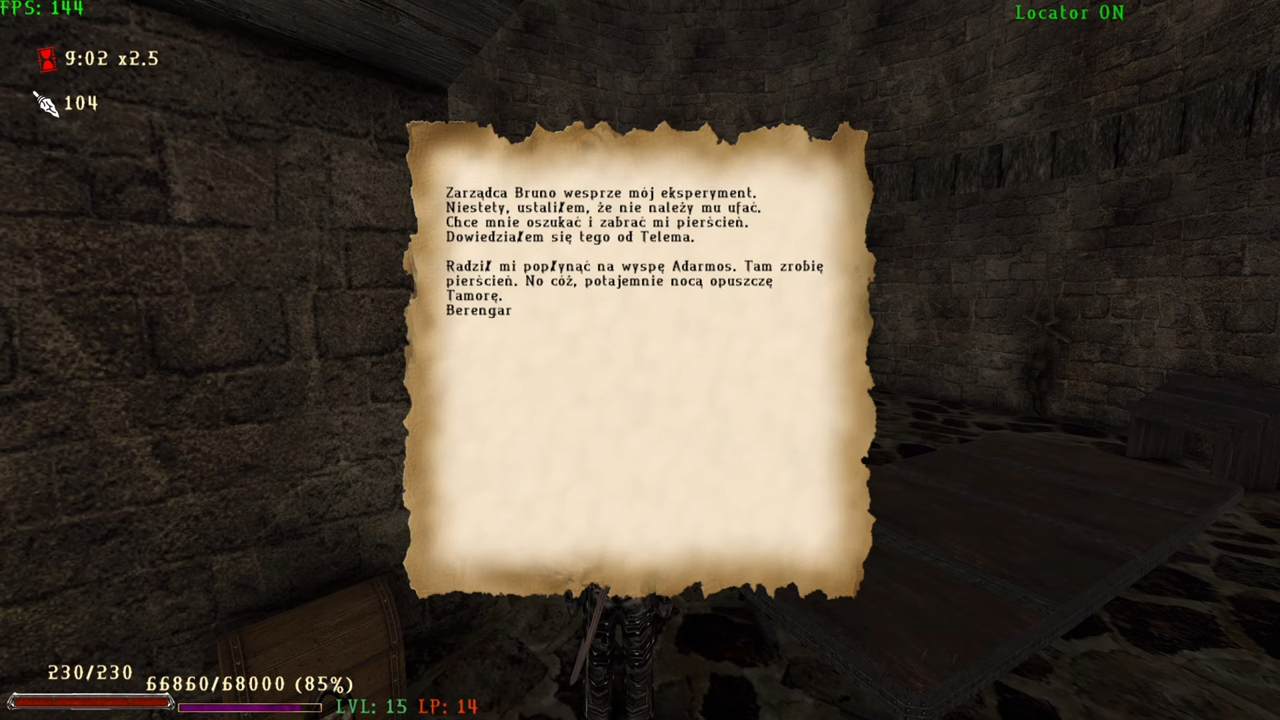 FPS: 144
Locator ON
9:02 x2.5
104
Zarządca Bruno wesprze mój eksperyment.
Niestety, ustaliłem, że nie należy mu ufać.
Chce mnie oszukać i zabrać mi pierścień.
Dowiedziałem się tego od Telema.
Radził mi popłynąć na wyspę Adarmos. Tam zrobię
pierścień. No cóż, potajemnie nocą opuszczę
Tamorę.
Berengar
230/230
66860/68000 (85%)
LVL: 15 LP: 14